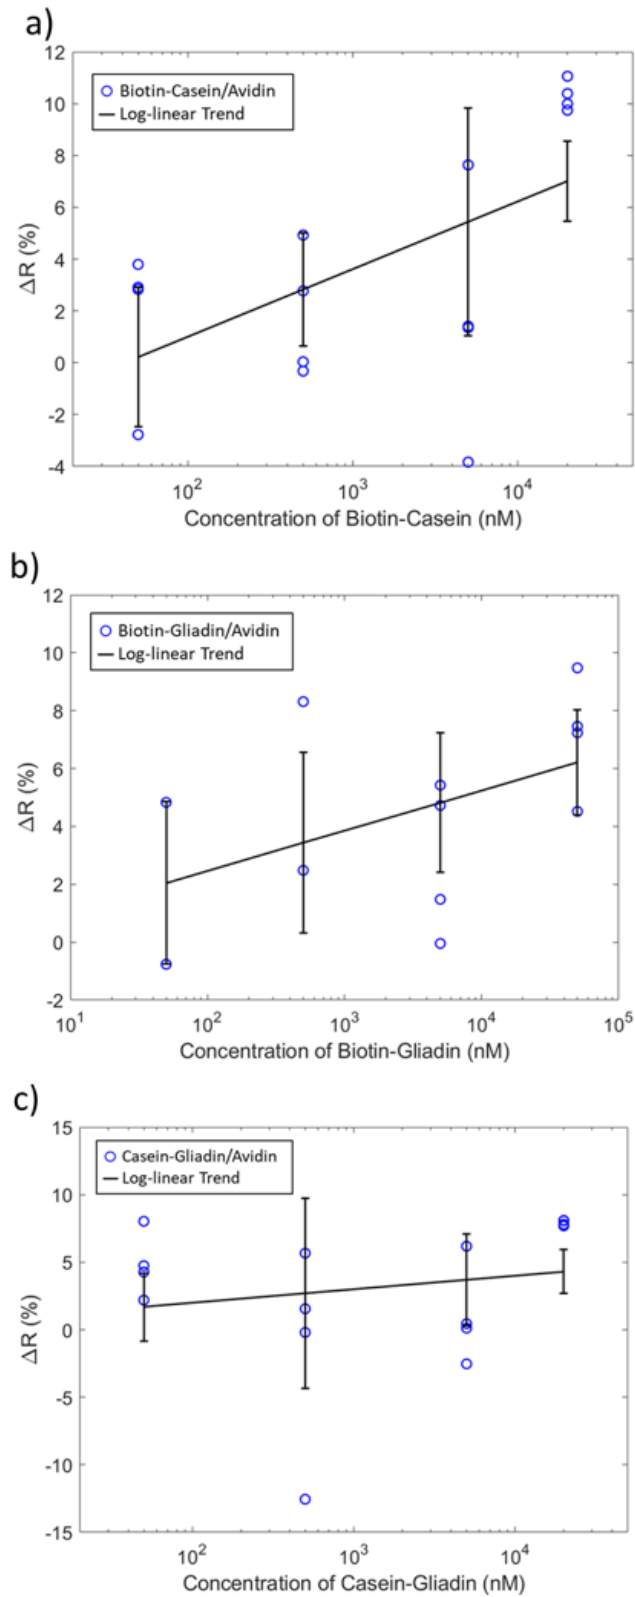 a)
12
10
8
6
4
2
0
-2
-4
ΔR (%)
Biotin-Casein/Avidin
Log-linear Trend
10² 10³ 10⁴
Concentration of Biotin-Casein (nM)
b)
12
10
8
6
4
2
0
-2
ΔR (%)
Biotin-Gliadin/Avidin
Log-linear Trend
10¹ 10² 10³ 10⁴ 10⁵
Concentration of Biotin-Gliadin (nM)
c)
15
10
5
0
-5
-10
-15
ΔR (%)
Casein-Gliadin/Avidin
Log-linear Trend
10² 10³ 10⁴
Concentration of Casein-Gliadin (nM)